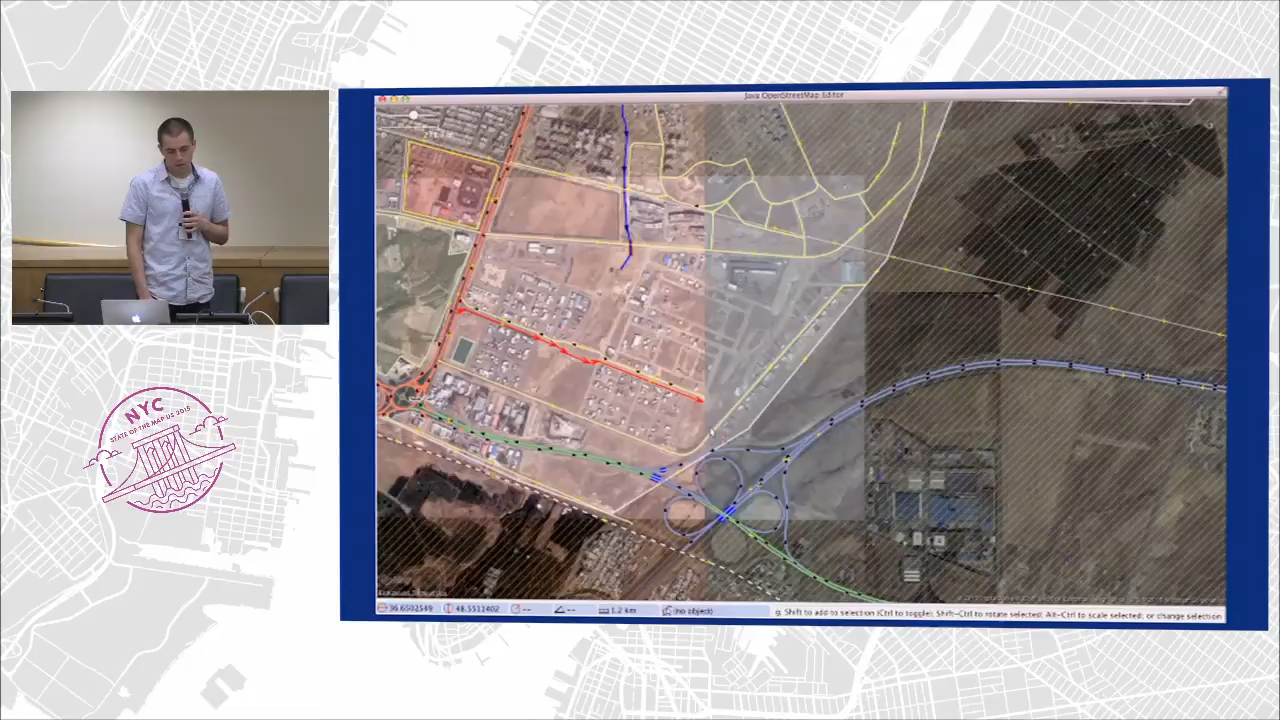 Java OpenStreetMap Editor
NYC
STATE OF THE MAP US 2015
36.6502549 48.5511402 -- -- 1.2 km (no object) g; Shift to add to selection (Ctrl to toggle); Shift-Ctrl to rotate selected; Alt-Ctrl to scale selected; or change selection